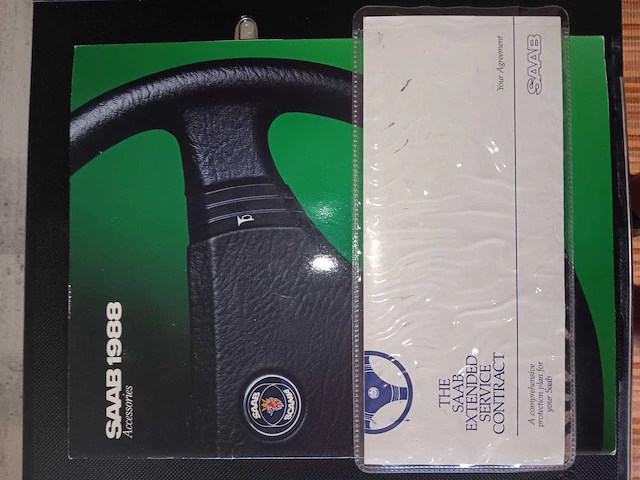 SAAB 1988
Accessories
SAAB
SCANIA
THE
SAAB
EXTENDED
SERVICE
CONTRACT
A comprehensive
protection plan for
your Saab
Your Agreement
SAAB